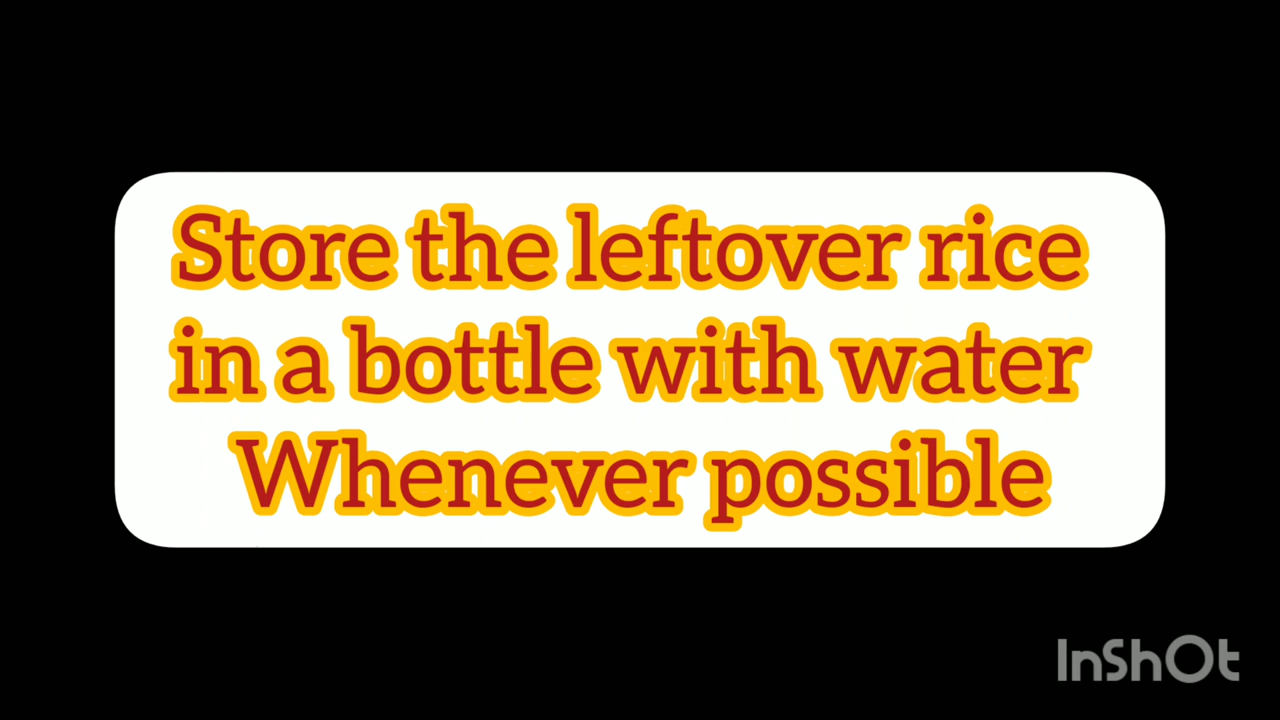 Store the leftover rice
in a bottle with water
Whenever possible
InShOt